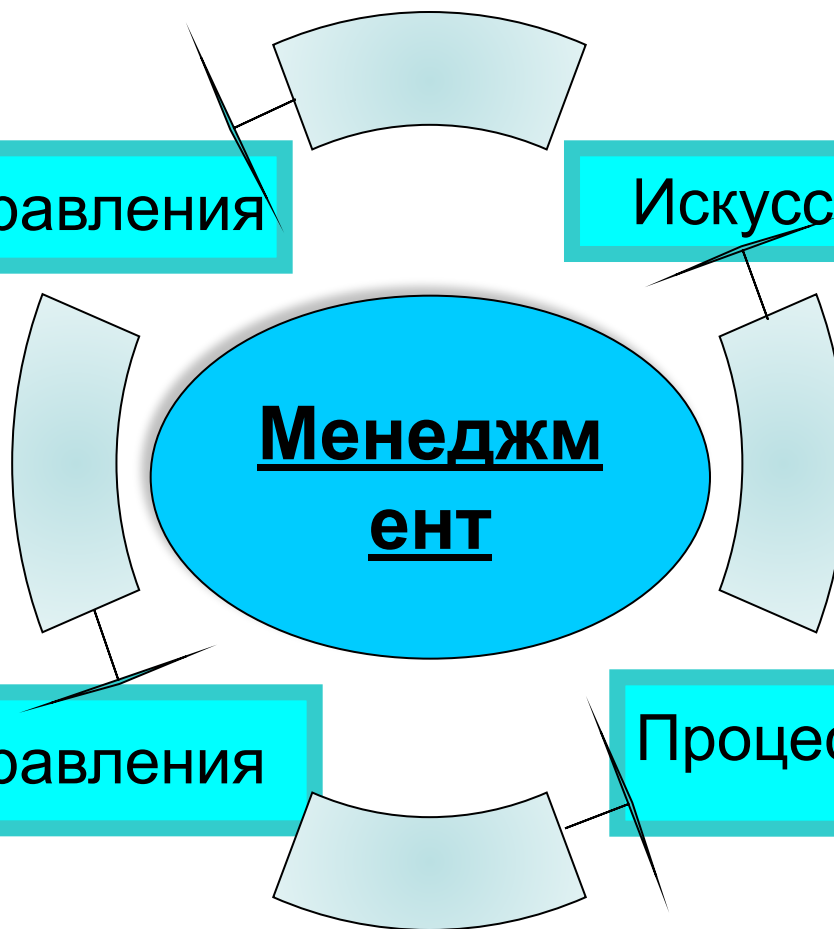 равления
Искусс
Менеджм
ент
равления
Процес